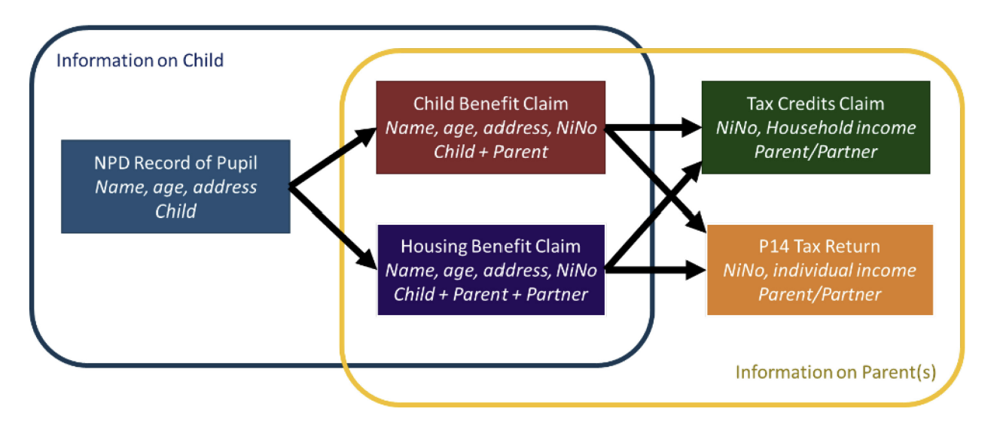 Information on Child
NPD Record of Pupil
Name, age, address
Child
Child Benefit Claim
Name, age, address, NiNo
Child + Parent
Housing Benefit Claim
Name, age, address, NiNo
Child + Parent + Partner
Tax Credits Claim
NiNo, Household income
Parent/Partner
P14 Tax Return
NiNo, individual income
Parent/Partner
Information on Parent(s)